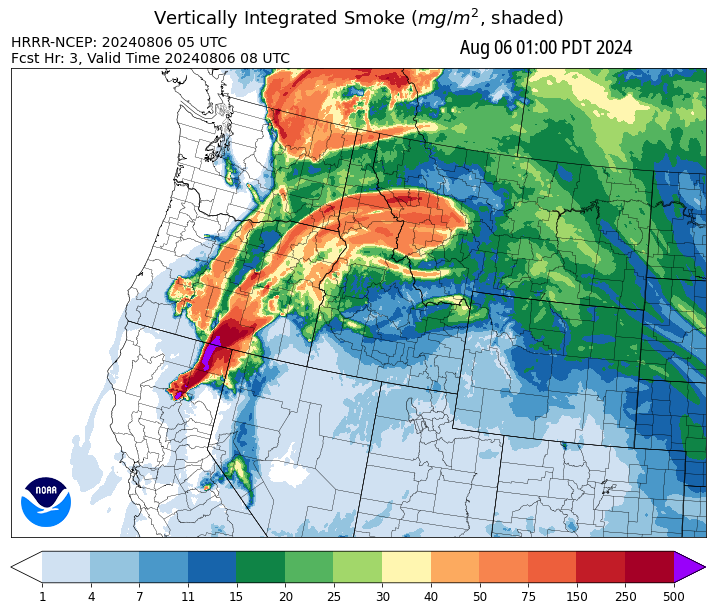 Vertically Integrated Smoke (mg/m², shaded)
HRRR-NCEP: 20240806 05 UTC
Fcst Hr: 3, Valid Time 20240806 08 UTC
Aug 06 01:00 PDT 2024
NOAA
1 4 7 11 15 20 25 30 40 50 75 150 250 500